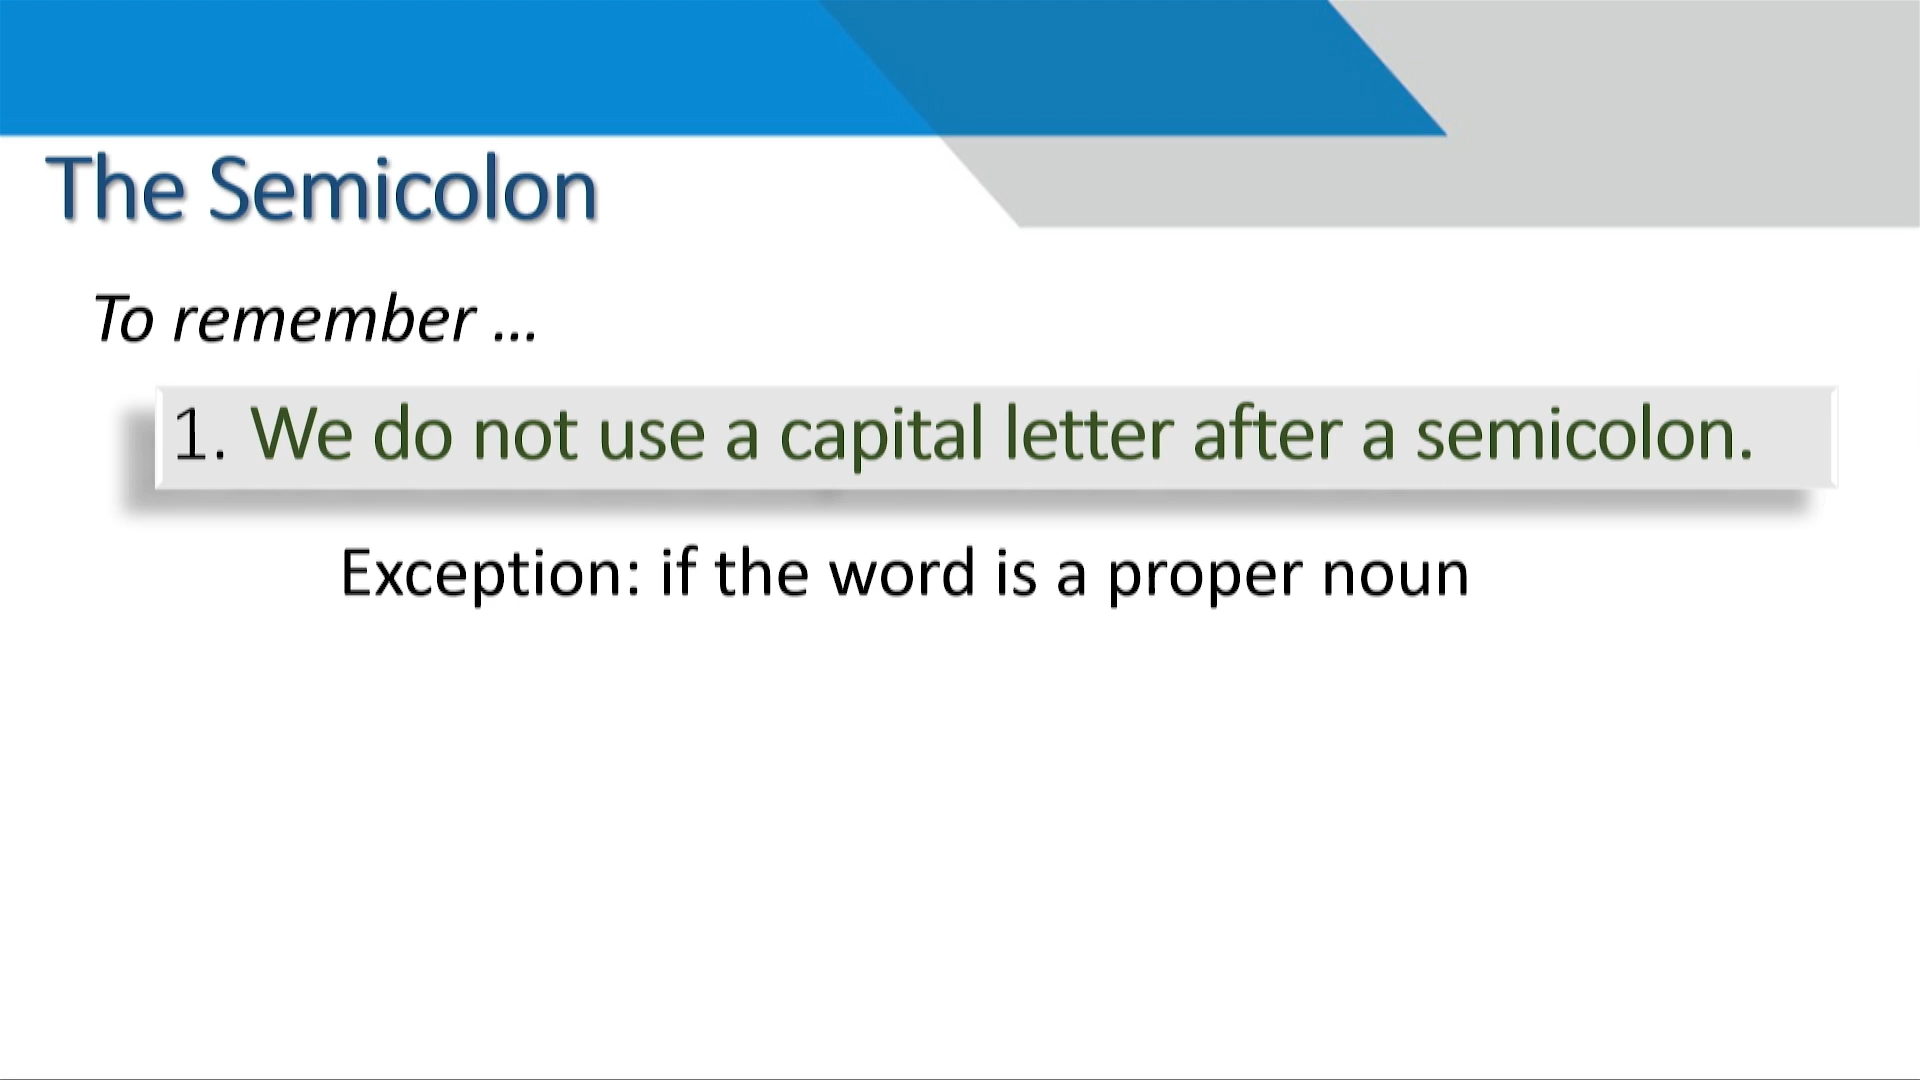 The Semicolon
To remember ...
1. We do not use a capital letter after a semicolon.
Exception: if the word is a proper noun